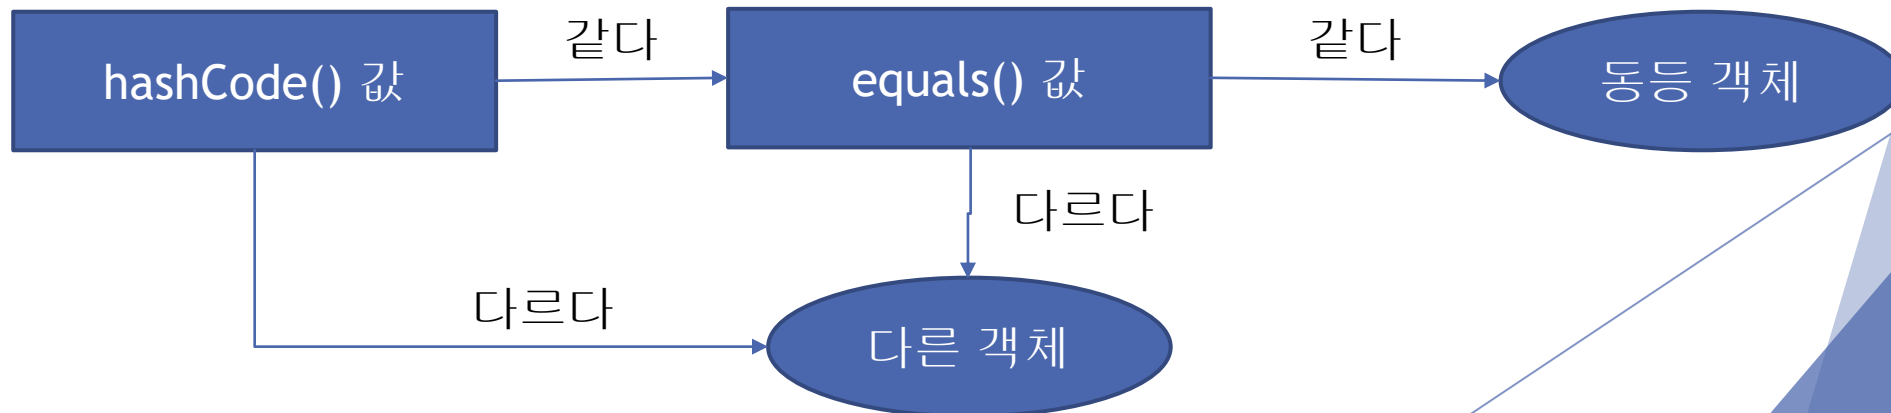 hashCode() 값
같다
equals() 값
같다
동등 객체
다르다
다르다
다른 객체